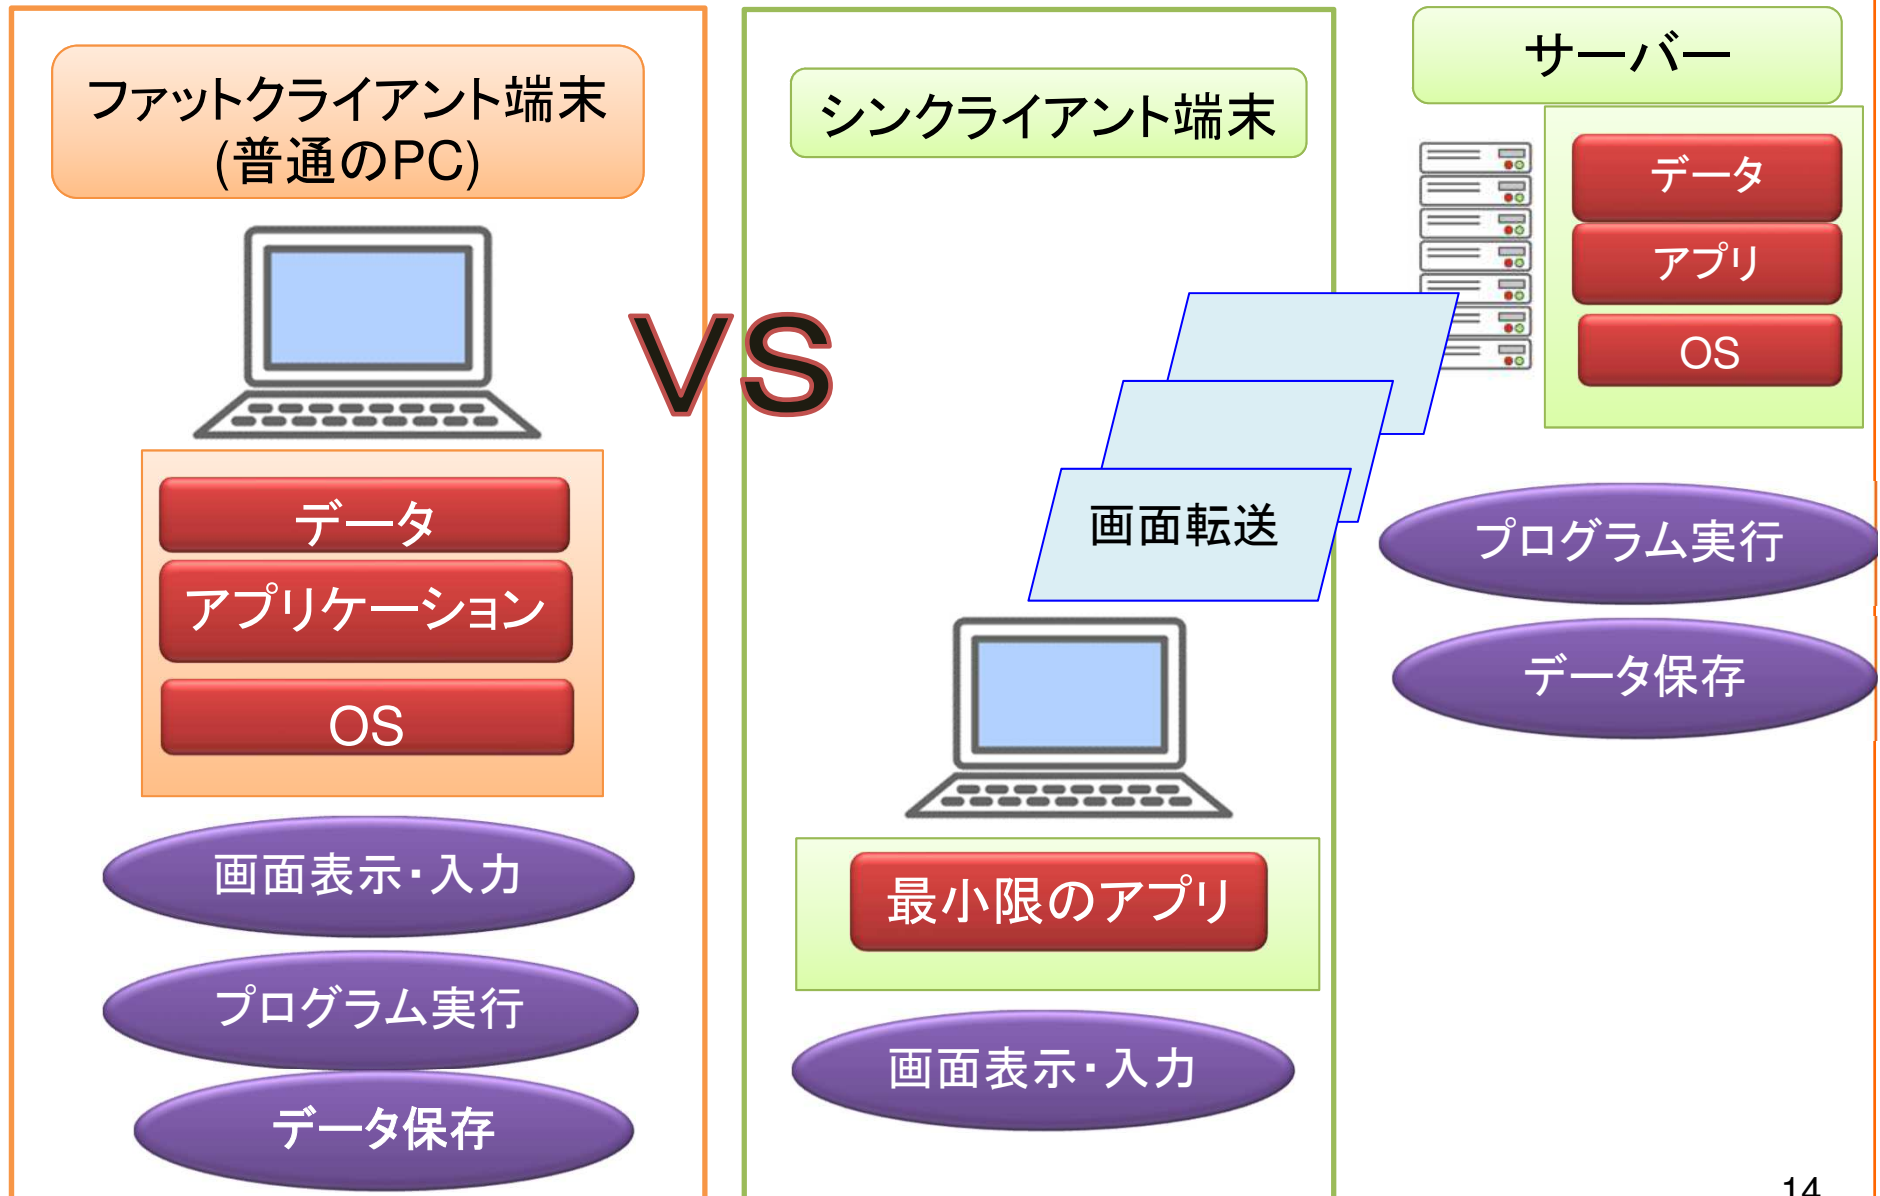 ファットクライアント端末
(普通のPC)
データ
アプリケーション
OS
画面表示・入力
プログラム実行
データ保存
VS
シンクライアント端末
画面転送
最小限のアプリ
画面表示・入力
サーバー
データ
アプリ
OS
プログラム実行
データ保存
14